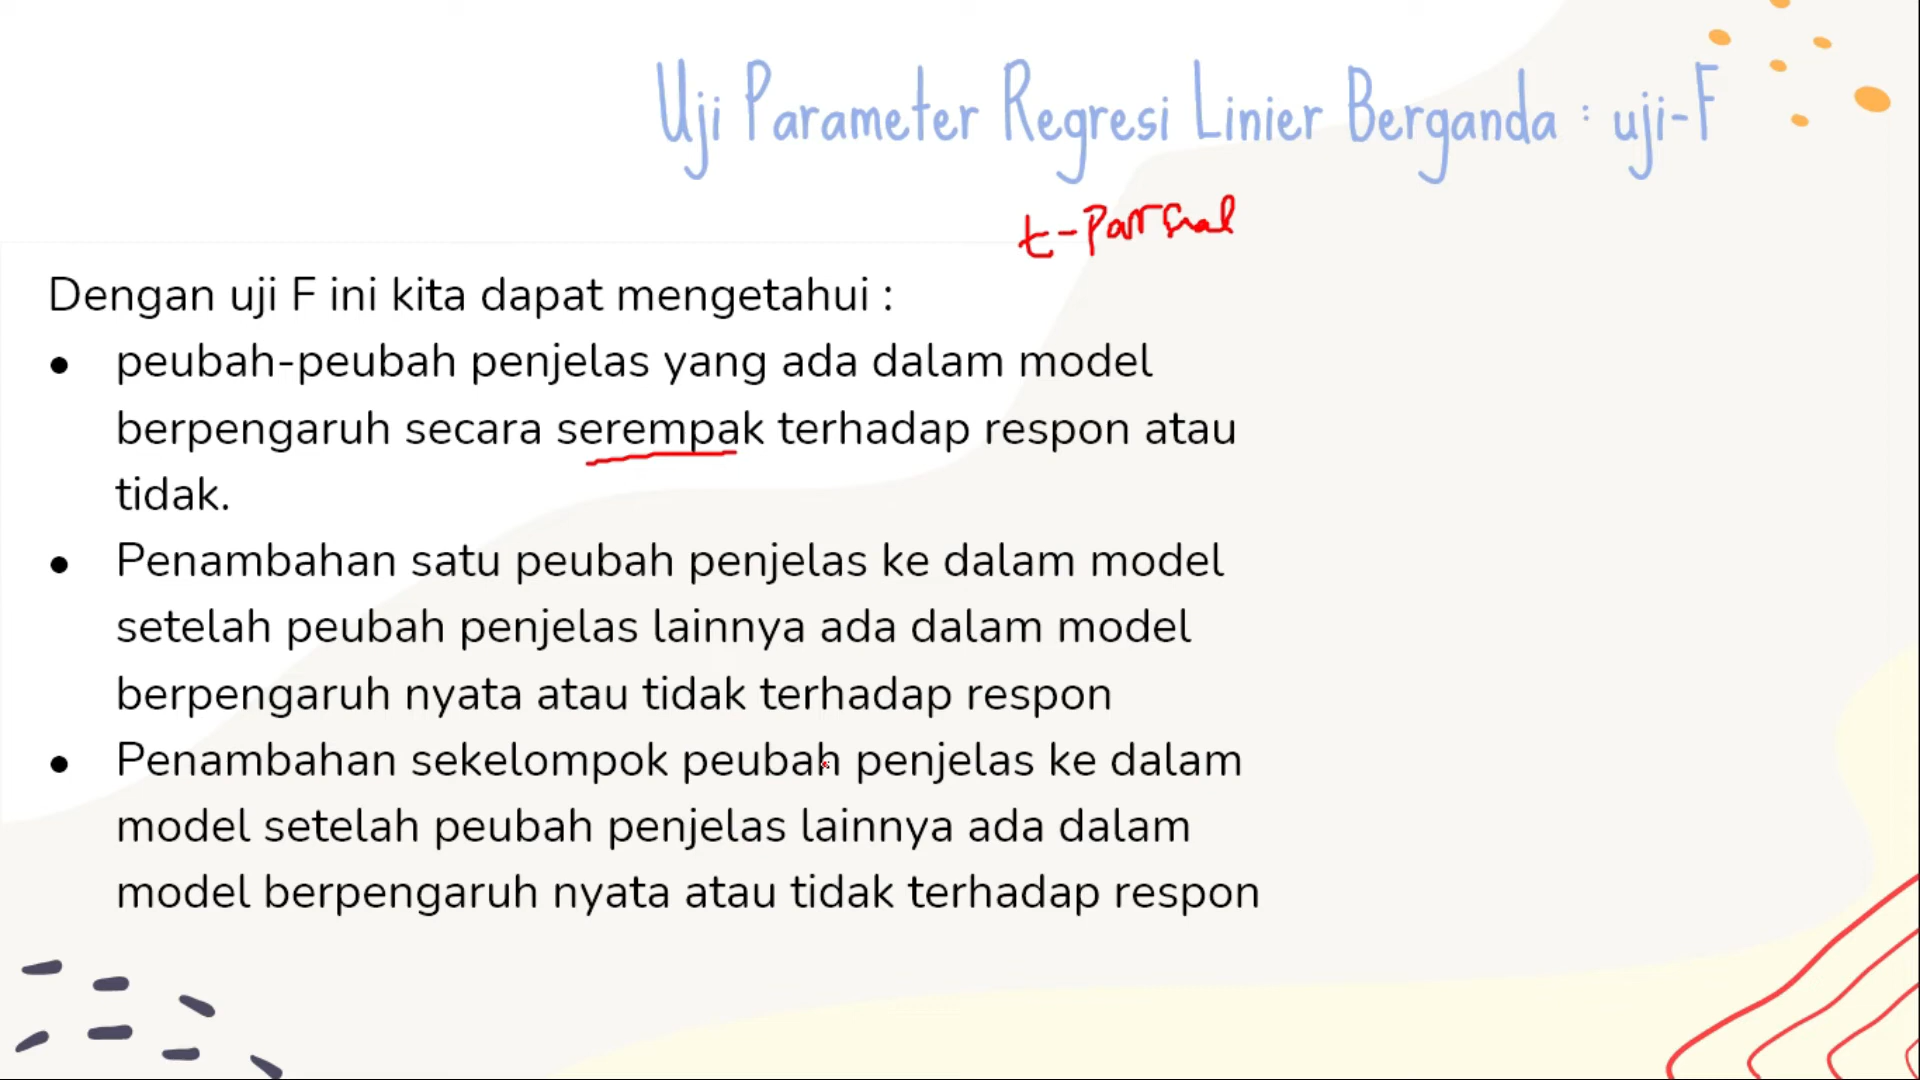 Uji Parameter Regresi Linier Berganda : uji-F
t-Parsial
Dengan uji F ini kita dapat mengetahui :
● peubah-peubah penjelas yang ada dalam model
berpengaruh secara serempak terhadap respon atau
tidak.
● Penambahan satu peubah penjelas ke dalam model
setelah peubah penjelas lainnya ada dalam model
berpengaruh nyata atau tidak terhadap respon
● Penambahan sekelompok peubah penjelas ke dalam
model setelah peubah penjelas lainnya ada dalam
model berpengaruh nyata atau tidak terhadap respon